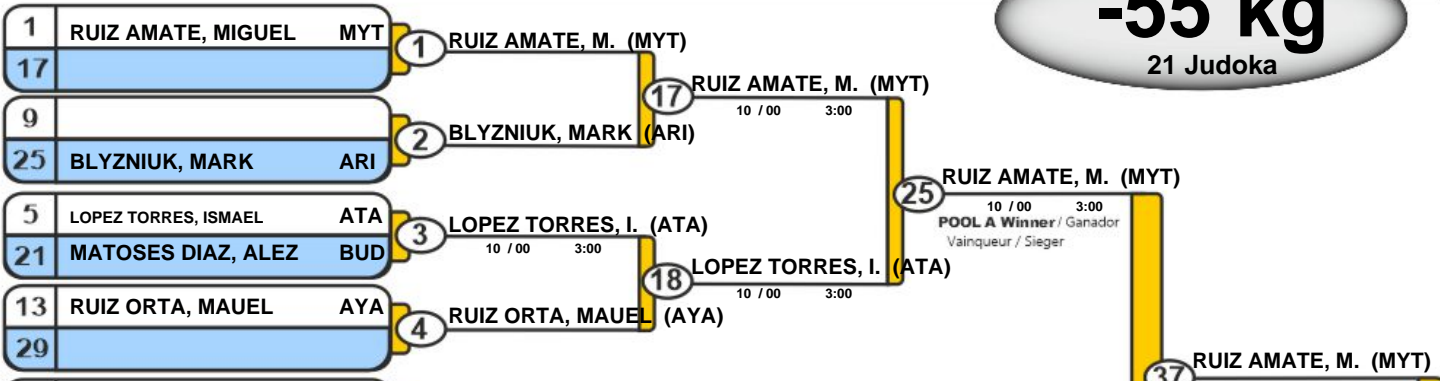 -55 kg
21 Judoka
1 RUIZ AMATE, MIGUEL MYT
17
1 RUIZ AMATE, M. (MYT)
9
25 BLYZNIUK, MARK ARI
2 BLYZNIUK, MARK (ARI)
17 RUIZ AMATE, M. (MYT)
10 / 00 3:00
5 LOPEZ TORRES, ISMAEL ATA
21 MATOSES DIAZ, ALEZ BUD
3 LOPEZ TORRES, I. (ATA)
10 / 00 3:00
13 RUIZ ORTA, MAUEL AYA
29
4 RUIZ ORTA, MAUEL (AYA)
18 LOPEZ TORRES, I. (ATA)
10 / 00 3:00
25 RUIZ AMATE, M. (MYT)
10 / 00 3:00
POOL A Winner / Ganador
Vainqueur / Sieger
37 RUIZ AMATE, M. (MYT)